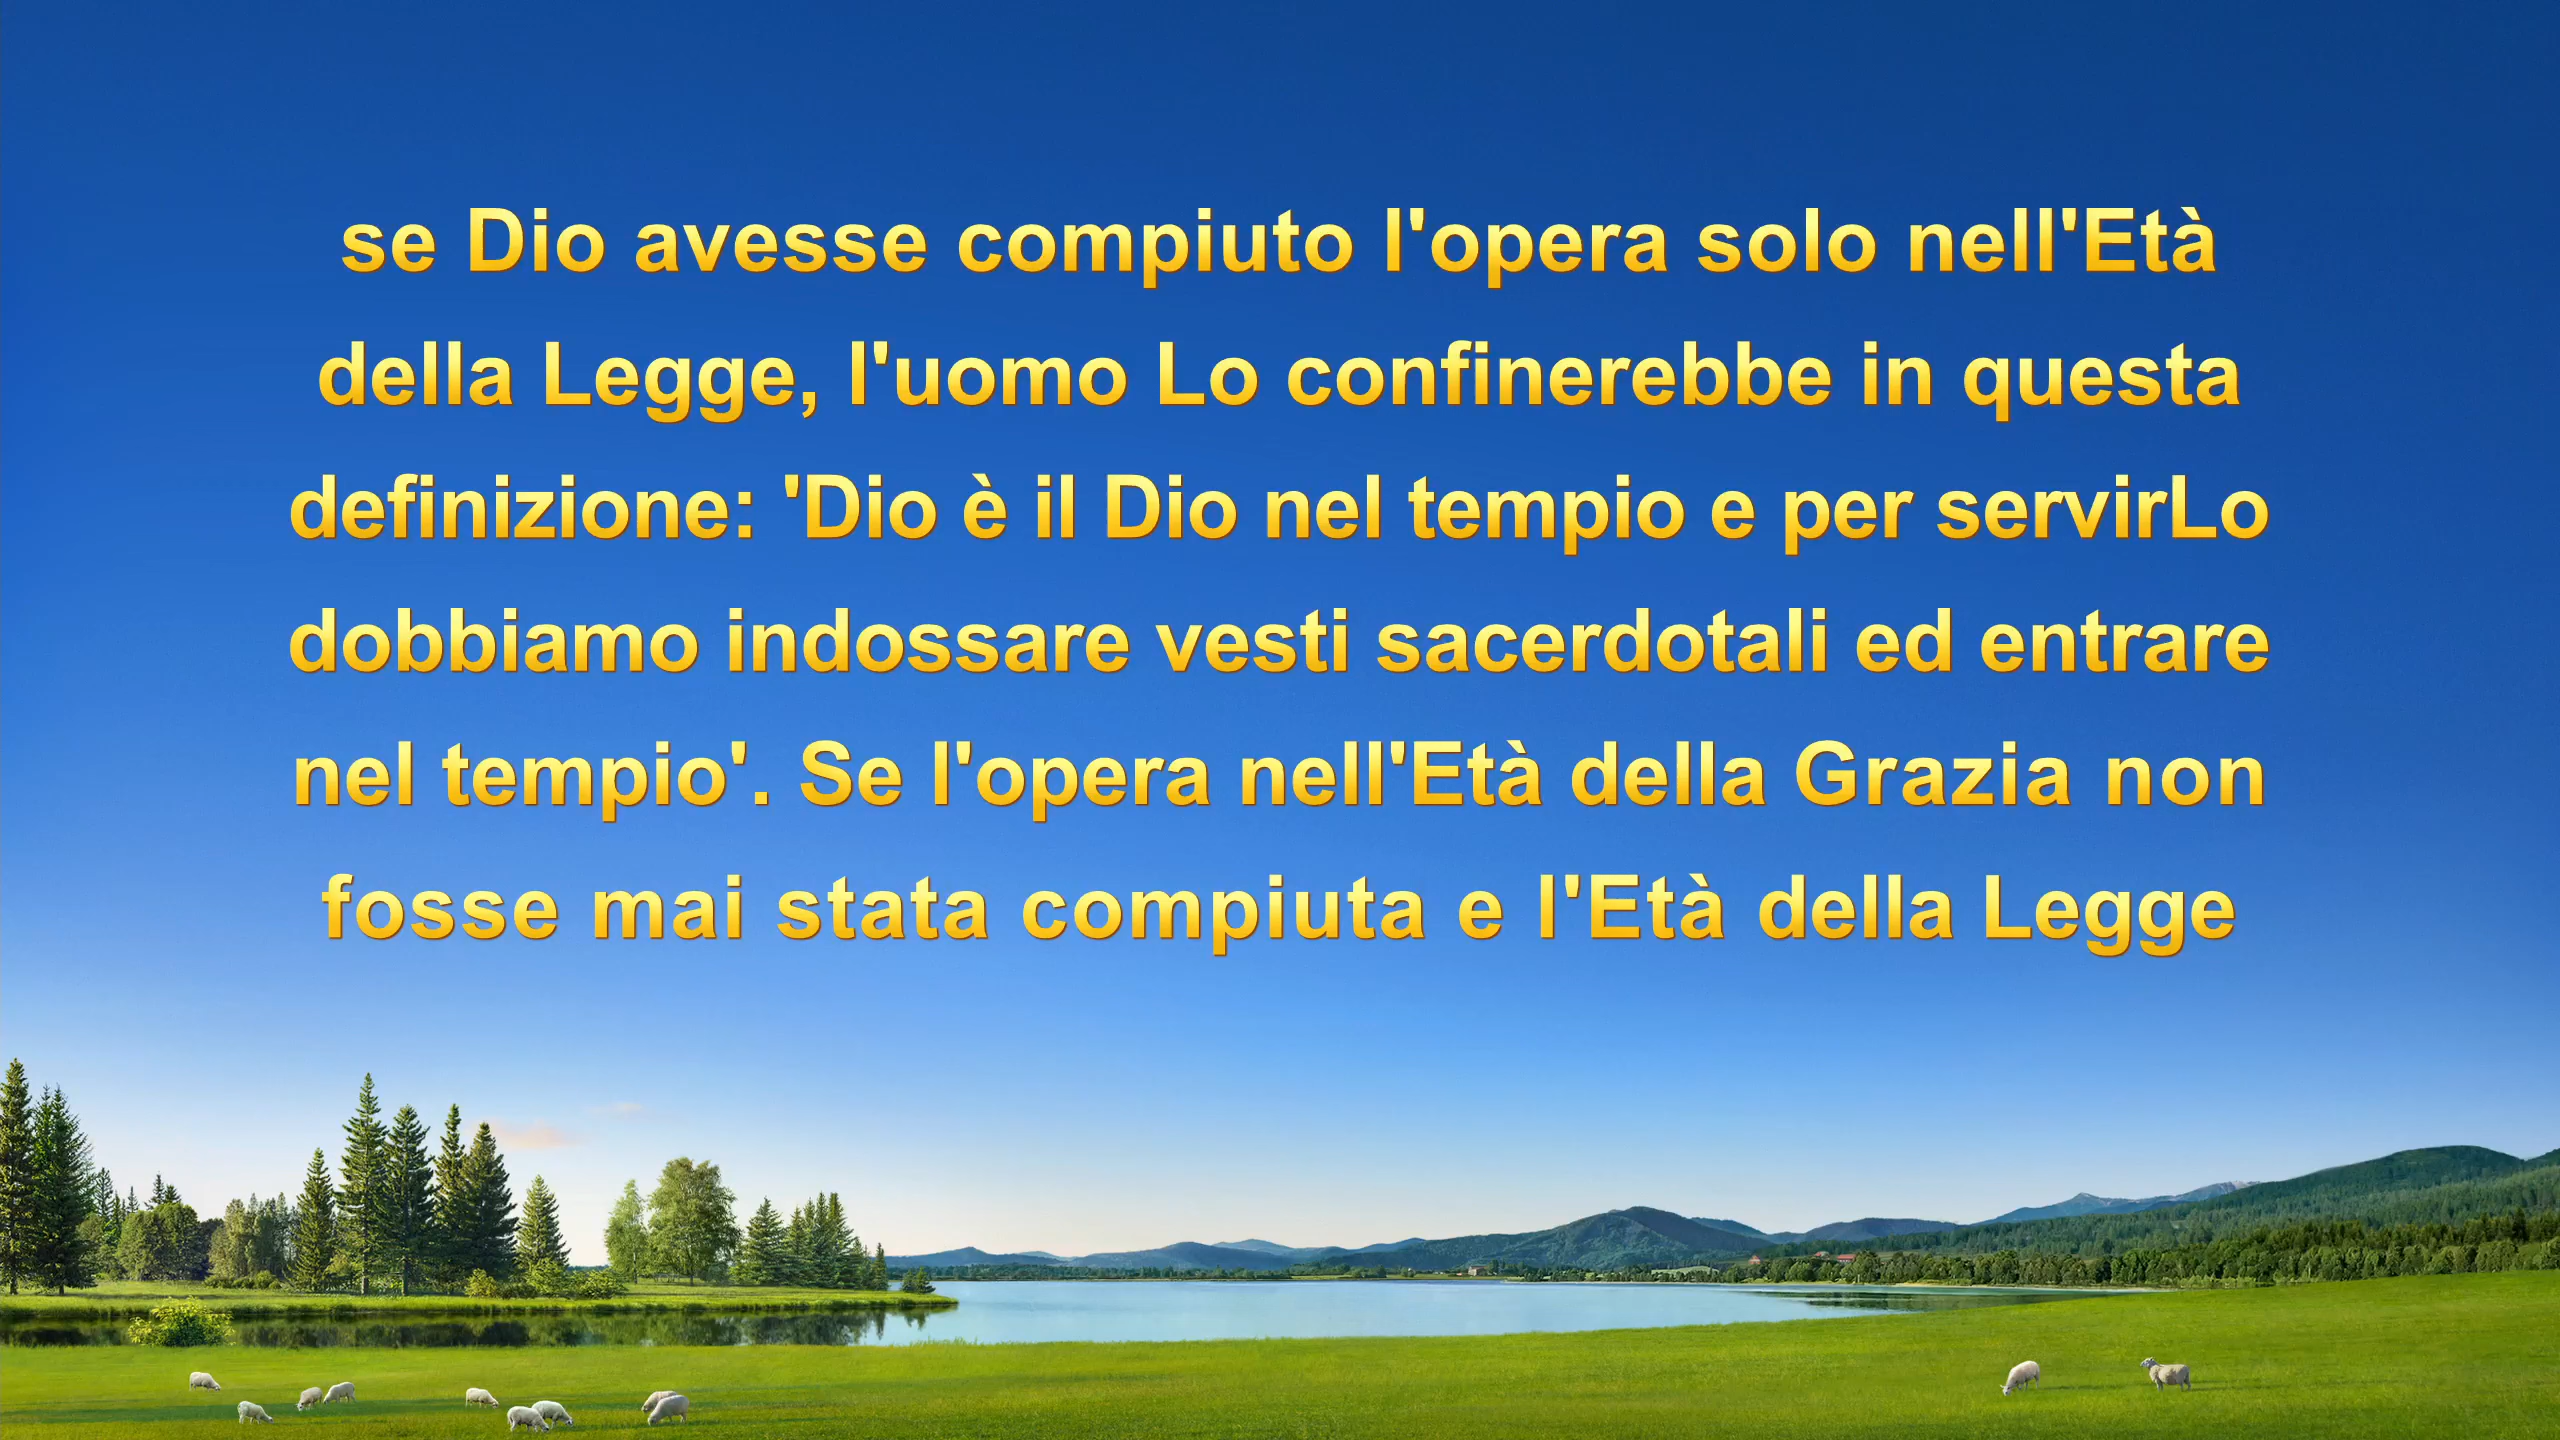 se Dio avesse compiuto l'opera solo nell'Età
della Legge, l'uomo Lo confinerebbe in questa
definizione: 'Dio è il Dio nel tempio e per servirLo
dobbiamo indossare vesti sacerdotali ed entrare
nel tempio'. Se l'opera nell'Età della Grazia non
fosse mai stata compiuta e l'Età della Legge